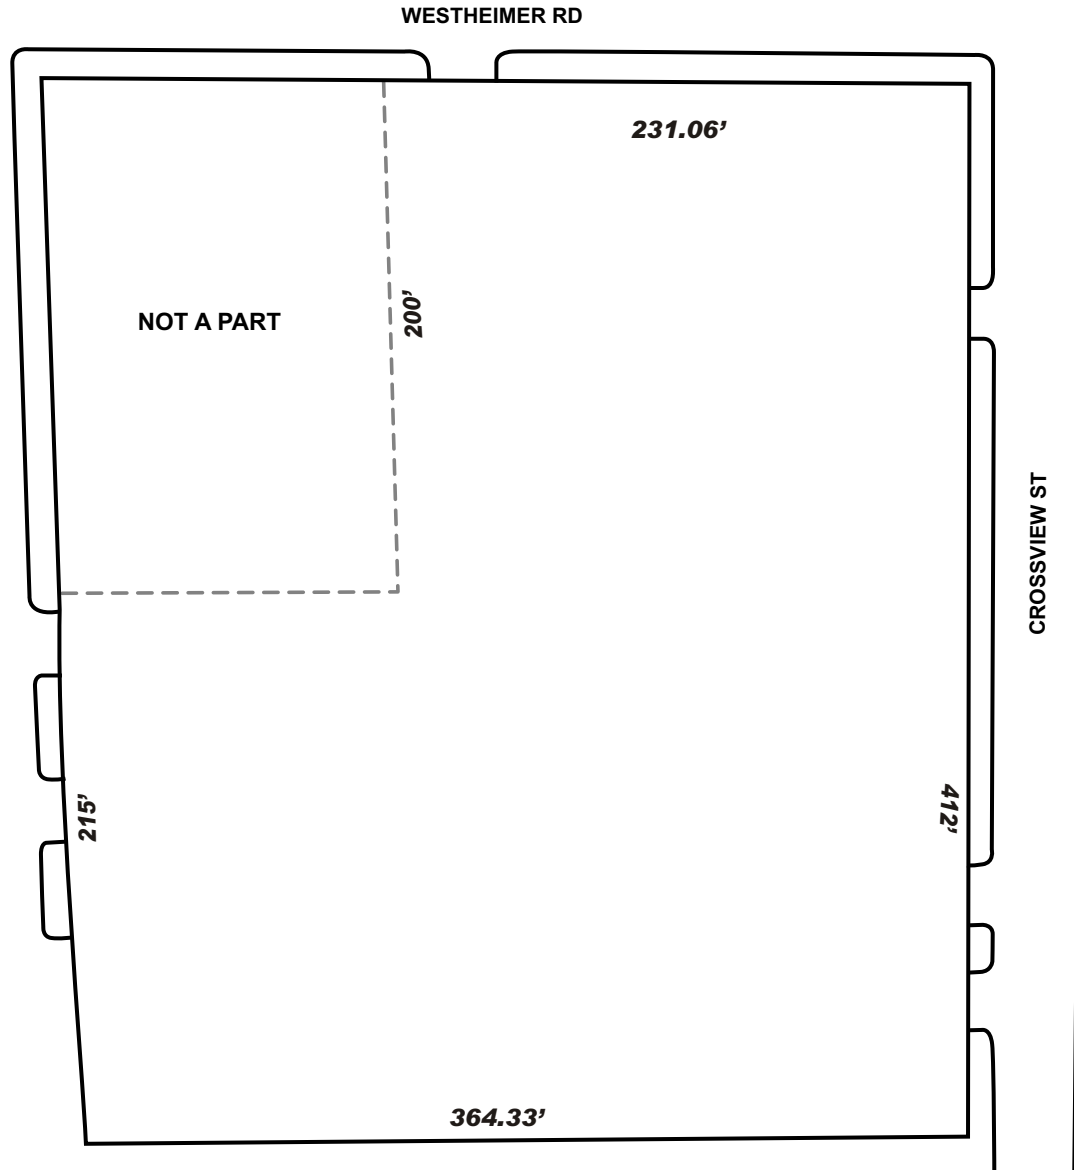 WESTHEIMER RD
231.06’
200’
NOT A PART
CROSSVIEW ST
215’
412’
364.33’